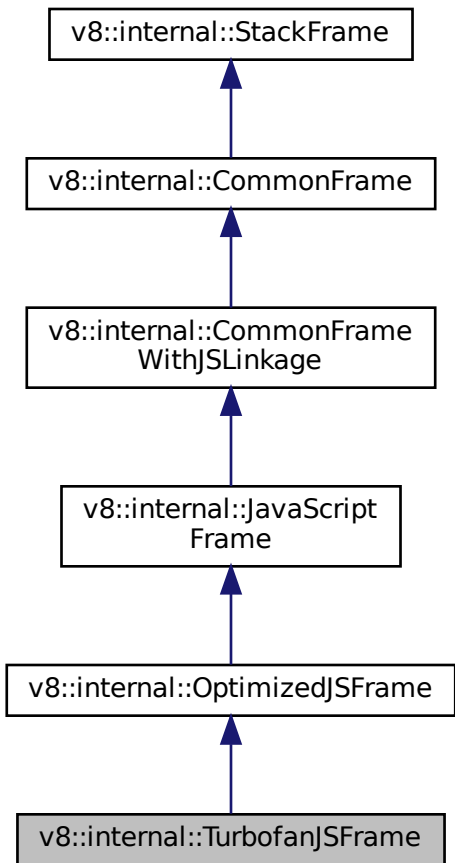 v8::internal::StackFrame
v8::internal::CommonFrame
v8::internal::CommonFrame
WithJSLinkage
v8::internal::JavaScript
Frame
v8::internal::OptimizedJSFrame
v8::internal::TurbofanJSFrame